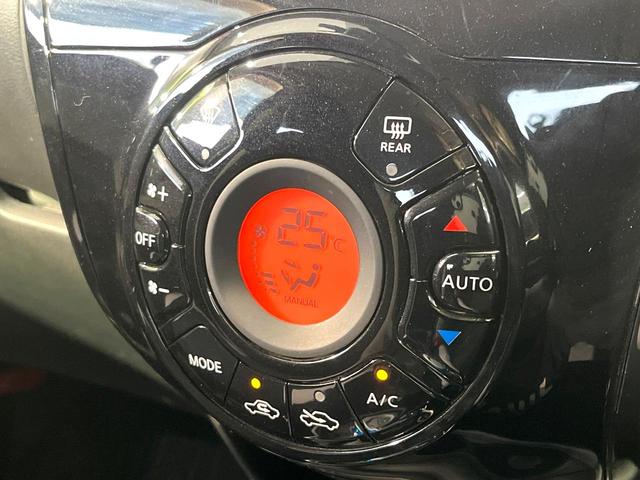 REAR
+
OFF
25°C
AUTO
-
MANUAL
MODE
A/C